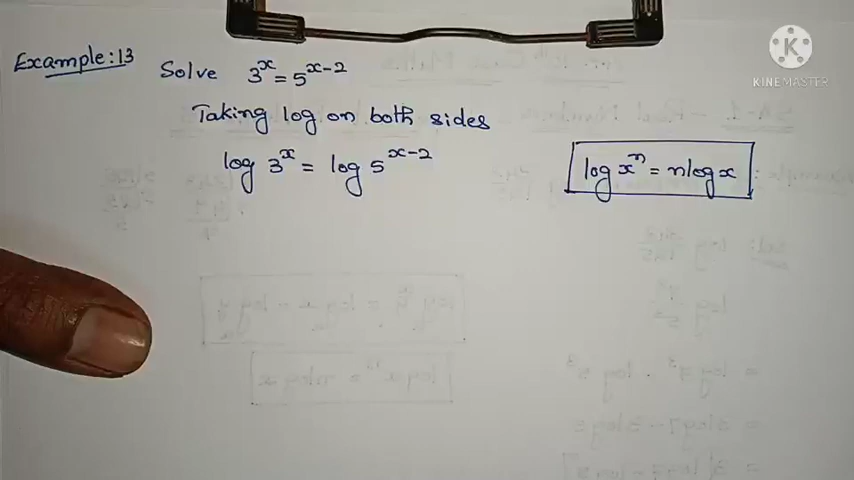 Example:13
Solve 3^x = 5^{x-2}
Taking log on both sides
log 3^x = log 5^{x-2}
log x^n = n log x
K
KINEMASTER